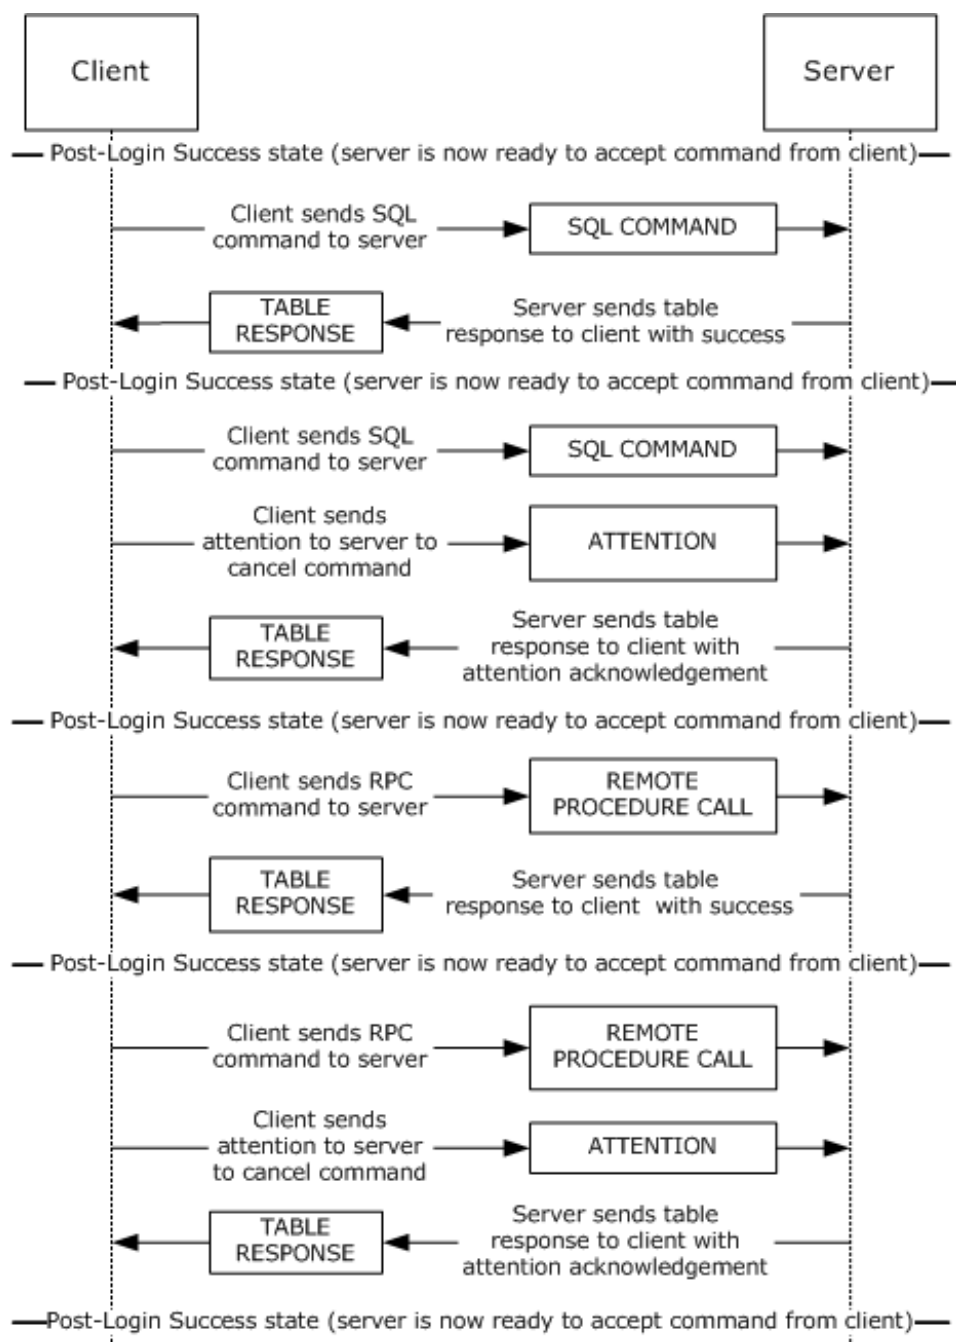 Client
Server
Post-Login Success state (server is now ready to accept command from client)
Client sends SQL
command to server
SQL COMMAND
TABLE
RESPONSE
Server sends table
response to client with success
Post-Login Success state (server is now ready to accept command from client)
Client sends SQL
command to server
SQL COMMAND
Client sends
attention to server to
cancel command
ATTENTION
TABLE
RESPONSE
Server sends table
response to client with
attention acknowledgement
Post-Login Success state (server is now ready to accept command from client)
Client sends RPC
command to server
REMOTE
PROCEDURE CALL
TABLE
RESPONSE
Server sends table
response to client with success
Post-Login Success state (server is now ready to accept command from client)
Client sends RPC
command to server
REMOTE
PROCEDURE CALL
Client sends
attention to server
to cancel command
ATTENTION
TABLE
RESPONSE
Server sends table
response to client with
attention acknowledgement
Post-Login Success state (server is now ready to accept command from client)